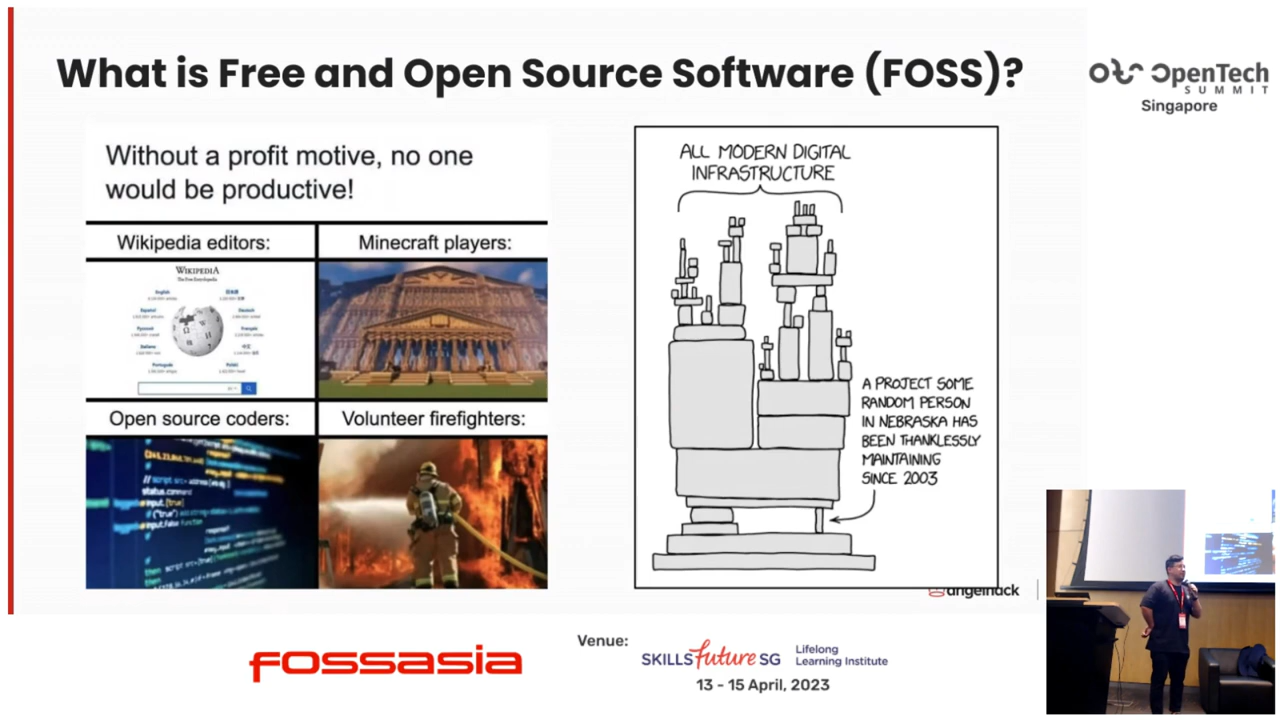 What is Free and Open Source Software (FOSS)?
OpenTech
SUMMIT
Singapore
Without a profit motive, no one
would be productive!
Wikipedia editors:
Minecraft players:
WIKIPEDIA
The Free Encyclopedia
English
日本語
Español
Deutsch
Русский
Français
Italiano
中文
Português
Polski
Open source coders:
Volunteer firefighters:
ALL MODERN DIGITAL
INFRASTRUCTURE
A PROJECT SOME
RANDOM PERSON
IN NEBRASKA HAS
BEEN THANKLESSLY
MAINTAINING
SINCE 2003
angelhack
fossasia
Venue:
SKILLSfuture SG
Lifelong
Learning Institute
13 - 15 April, 2023